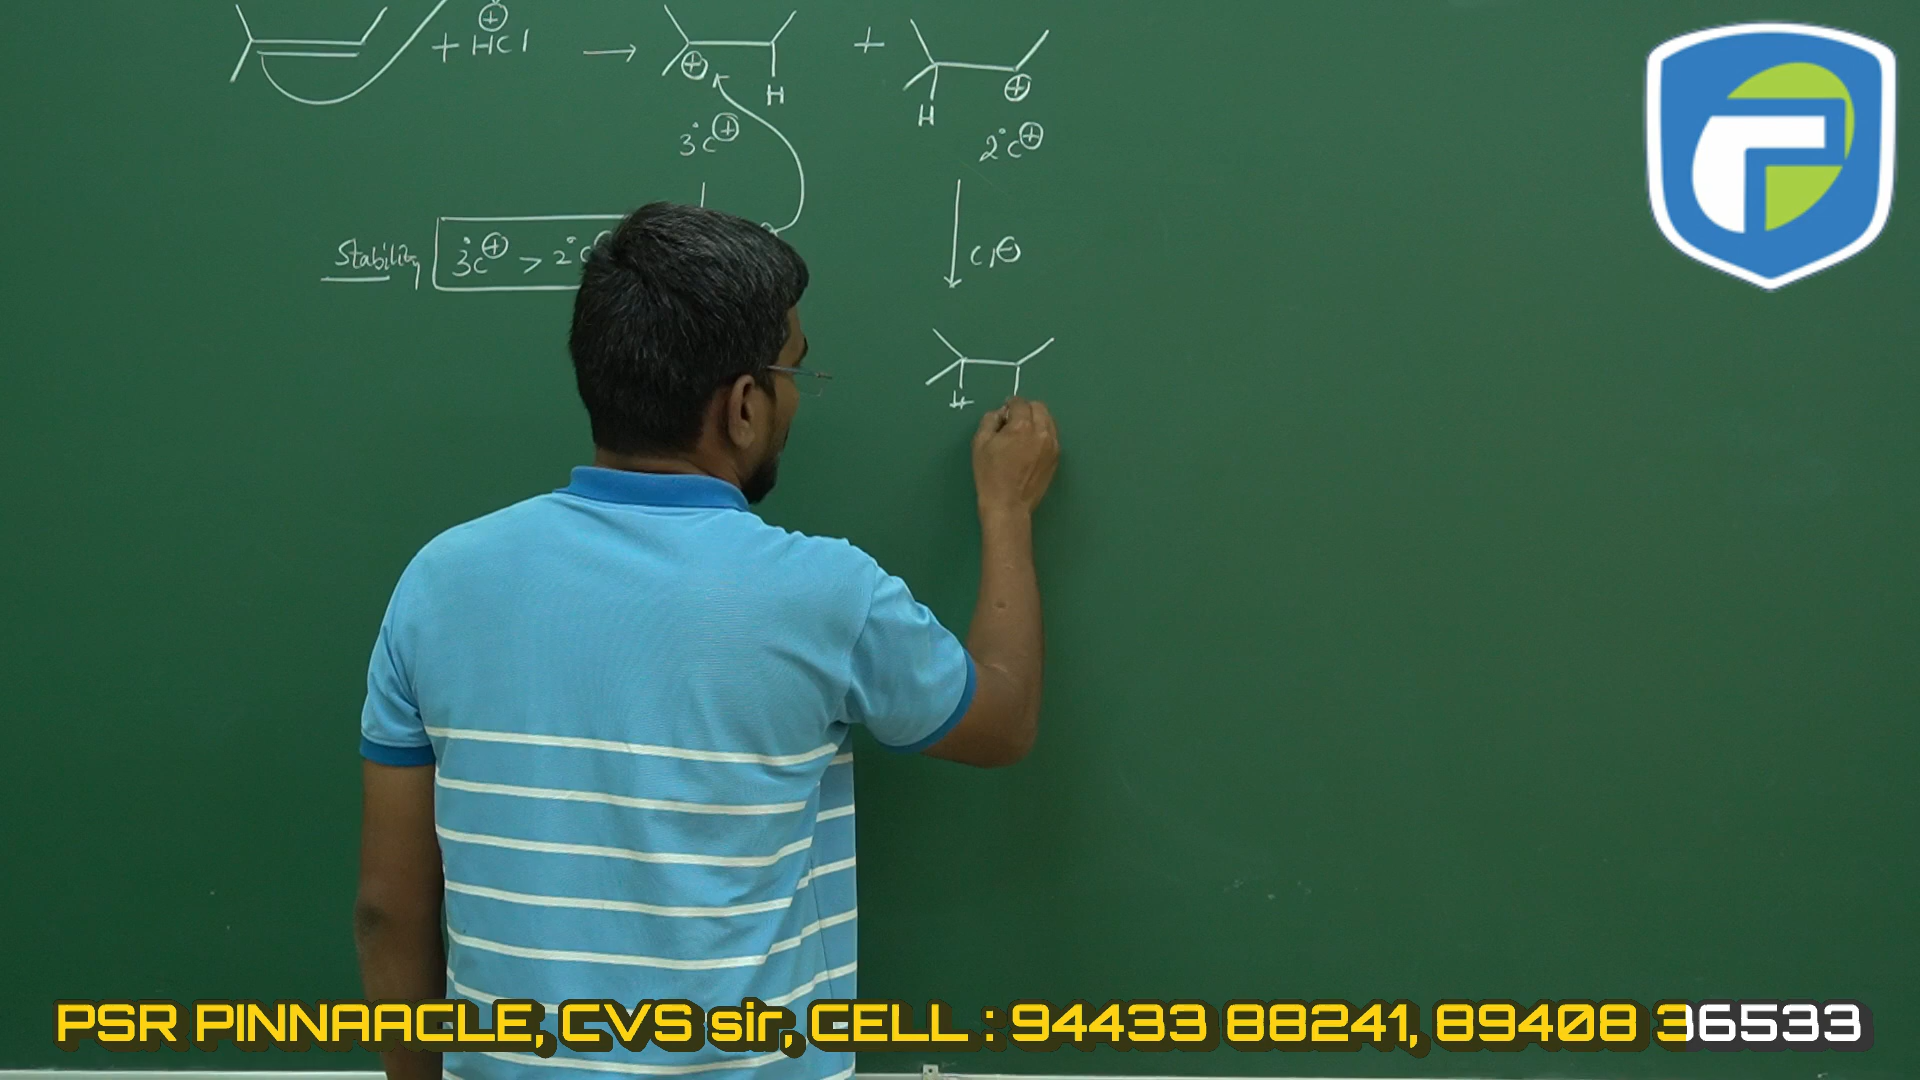 + HCl ⊕ → ⊕ H + H ⊕
3°C⊕ 2°C⊕
Stability 3°C⊕ > 2°C
Cl⊖
H
PSR PINNAACLE, CVS sir, CELL : 94433 88241, 89408 36533